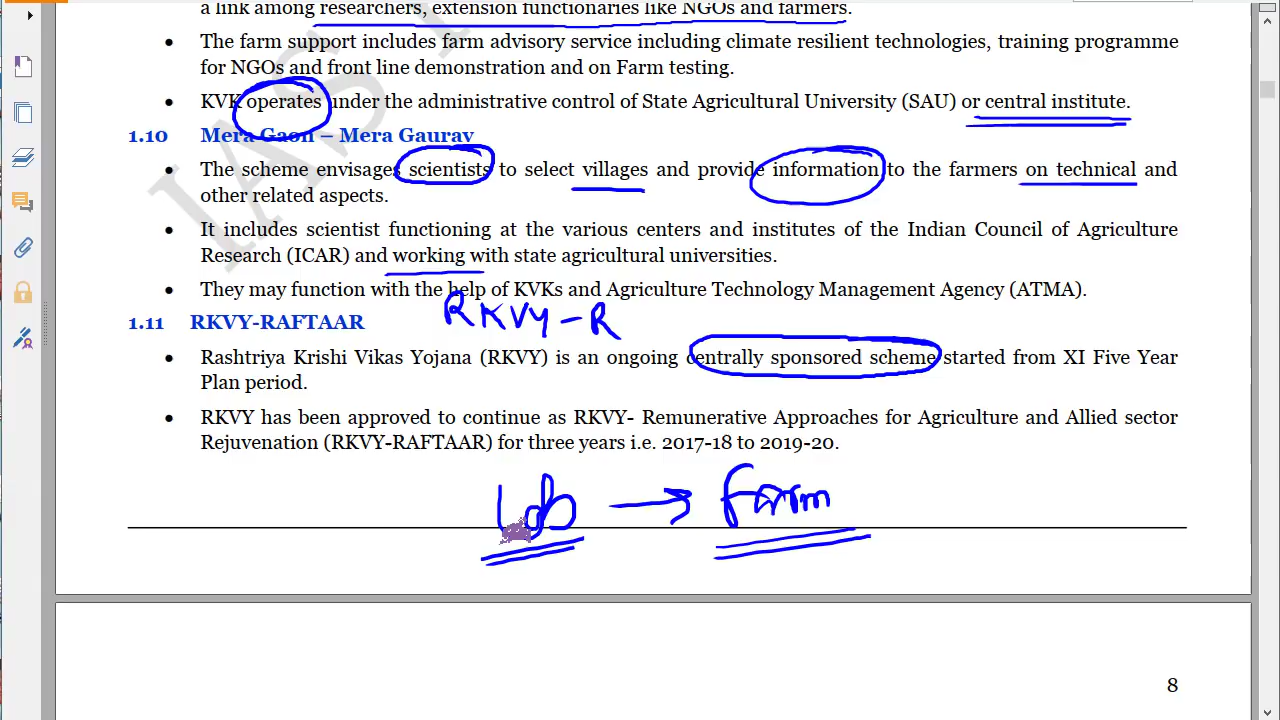 a link among researchers, extension functionaries like NGOs and farmers.
• The farm support includes farm advisory service including climate resilient technologies, training programme
for NGOs and front line demonstration and on Farm testing.
• KVK operates under the administrative control of State Agricultural University (SAU) or central institute.
1.10 Mera Gaon – Mera Gaurav
• The scheme envisages scientists to select villages and provide information to the farmers on technical and
other related aspects.
• It includes scientist functioning at the various centers and institutes of the Indian Council of Agriculture
Research (ICAR) and working with state agricultural universities.
• They may function with the help of KVKs and Agriculture Technology Management Agency (ATMA).
RKVY – R
1.11 RKVY-RAFTAAR
• Rashtriya Krishi Vikas Yojana (RKVY) is an ongoing centrally sponsored scheme started from XI Five Year
Plan period.
• RKVY has been approved to continue as RKVY- Remunerative Approaches for Agriculture and Allied sector
Rejuvenation (RKVY-RAFTAAR) for three years i.e. 2017-18 to 2019-20.
Lab → Farm
8